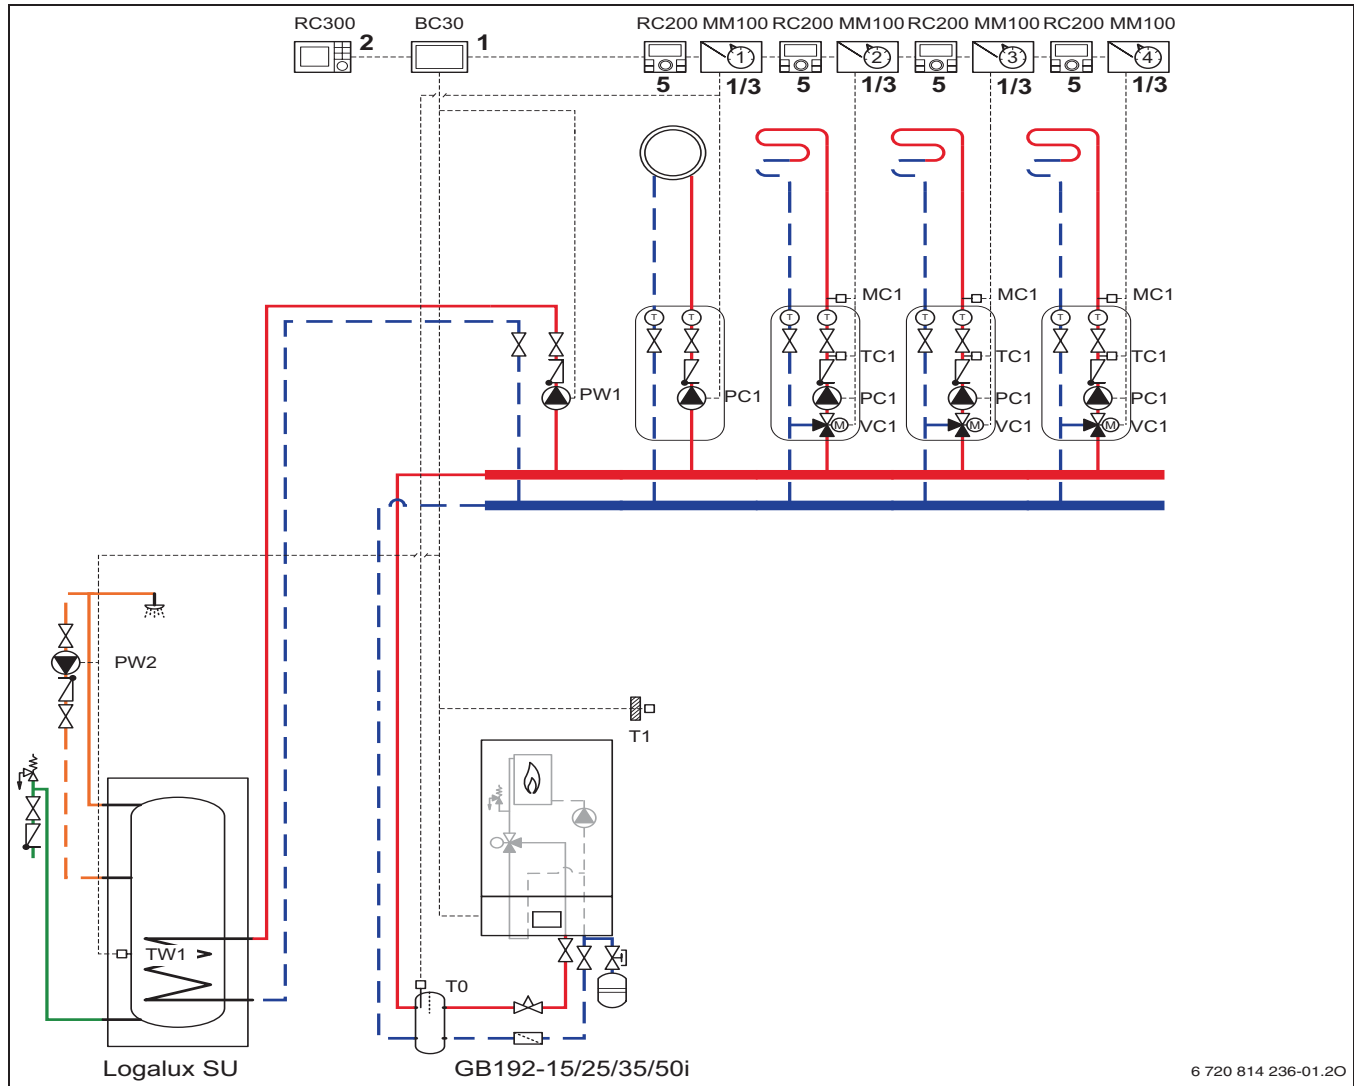 RC300 BC30 RC200 MM100 RC200 MM100 RC200 MM100 RC200 MM100
2 1 1 2 3 4
5 1/3 5 1/3 5 1/3 5 1/3
MC1 MC1 MC1
T T T T T T T T
TC1 TC1 TC1
PW1 PC1 PC1 PC1 PC1
M VC1 M VC1 M VC1
PW2
T1
TW1
T0
Logalux SU GB192-15/25/35/50i
6 720 814 236-01.2O